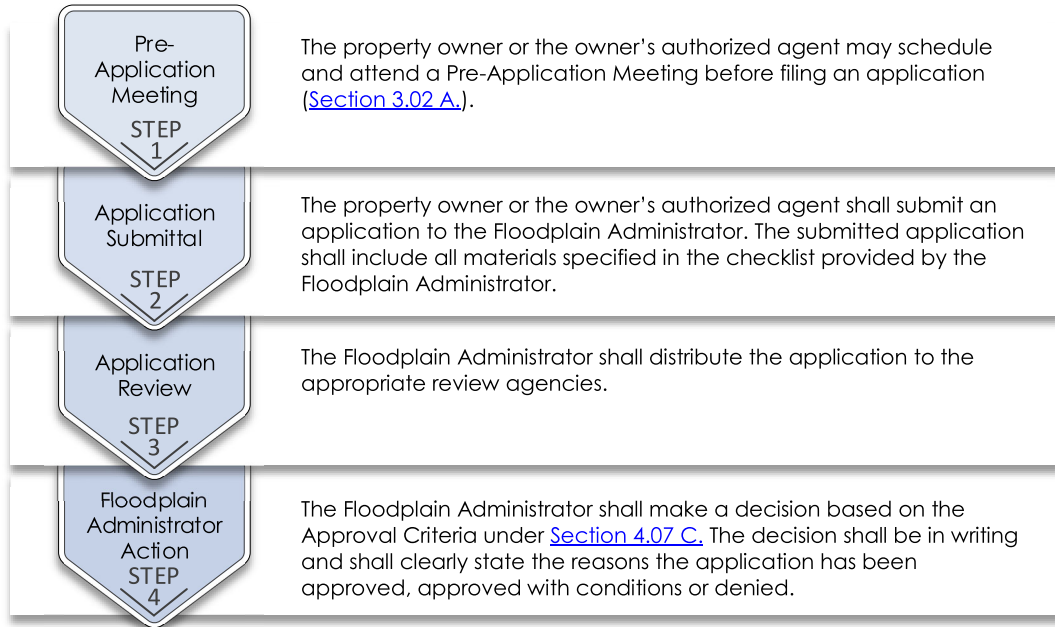 Pre-
Application
Meeting
STEP
1
The property owner or the owner’s authorized agent may schedule
and attend a Pre-Application Meeting before filing an application
(Section 3.02 A.).
Application
Submittal
STEP
2
The property owner or the owner’s authorized agent shall submit an
application to the Floodplain Administrator. The submitted application
shall include all materials specified in the checklist provided by the
Floodplain Administrator.
Application
Review
STEP
3
The Floodplain Administrator shall distribute the application to the
appropriate review agencies.
Floodplain
Administrator
Action
STEP
4
The Floodplain Administrator shall make a decision based on the
Approval Criteria under Section 4.07 C. The decision shall be in writing
and shall clearly state the reasons the application has been
approved, approved with conditions or denied.